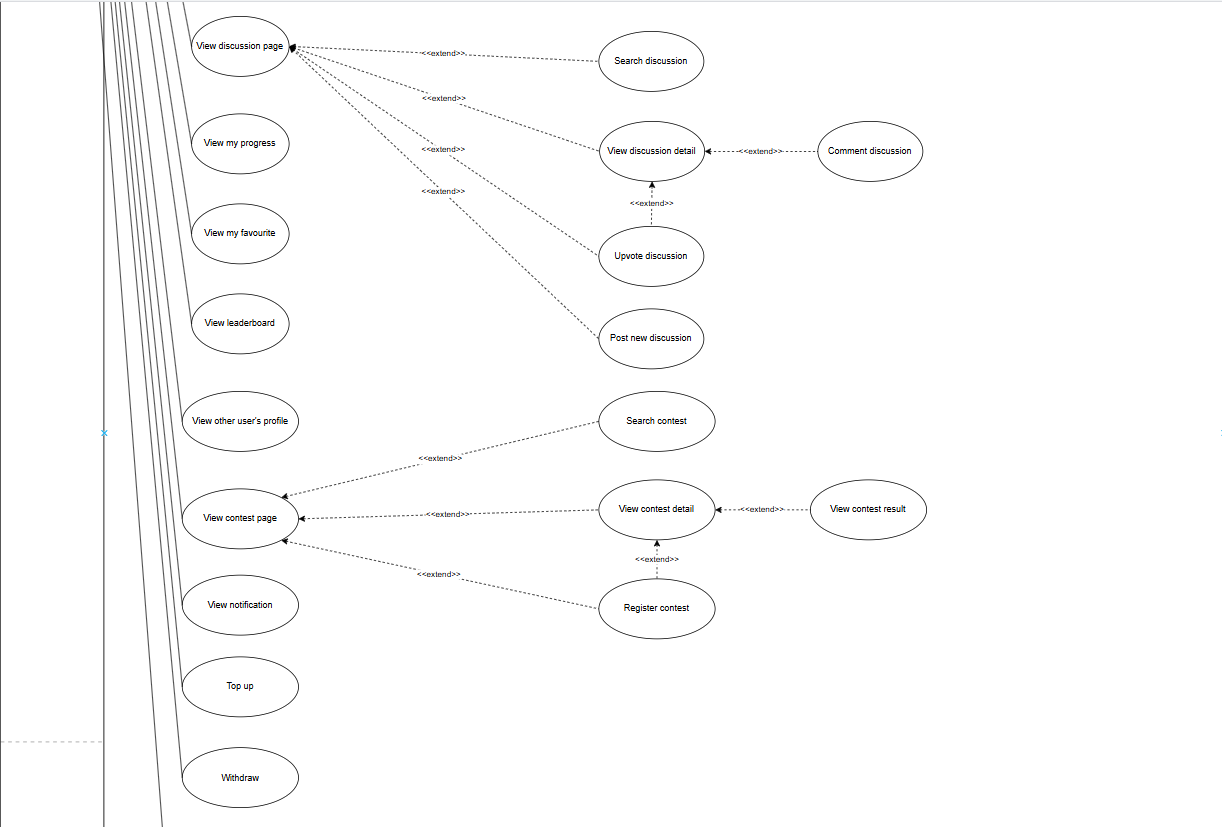 View discussion page
<<extend>>
Search discussion
<<extend>>
View my progress
<<extend>>
View discussion detail
<<extend>>
Comment discussion
<<extend>>
<<extend>>
View my favourite
Upvote discussion
View leaderboard
Post new discussion
View other user's profile
Search contest
<<extend>>
View contest page
<<extend>>
View contest detail
<<extend>>
View contest result
<<extend>>
<<extend>>
View notification
Register contest
Top up
Withdraw